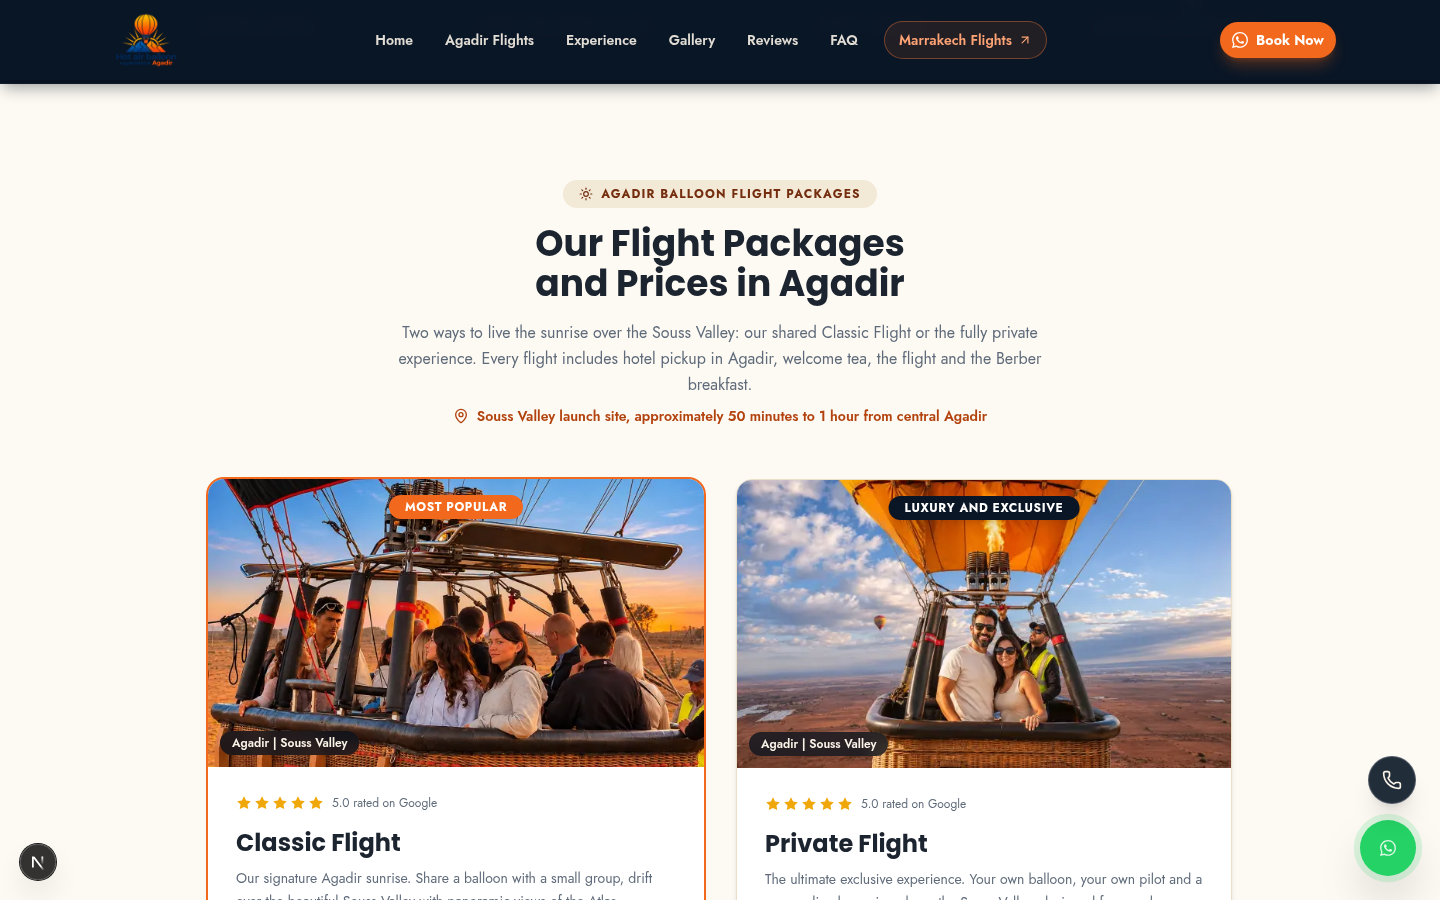 Agadir
Home
Agadir Flights
Experience
Gallery
Reviews
FAQ
Marrakech Flights
Book Now
AGADIR BALLOON FLIGHT PACKAGES
Our Flight Packages
and Prices in Agadir
Two ways to live the sunrise over the Souss Valley: our shared Classic Flight or the fully private
experience. Every flight includes hotel pickup in Agadir, welcome tea, the flight and the Berber
breakfast.
Souss Valley launch site, approximately 50 minutes to 1 hour from central Agadir
MOST POPULAR
Agadir | Souss Valley
5.0 rated on Google
Classic Flight
Our signature Agadir sunrise. Share a balloon with a small group, drift
LUXURY AND EXCLUSIVE
Agadir | Souss Valley
5.0 rated on Google
Private Flight
The ultimate exclusive experience. Your own balloon, your own pilot and a
N